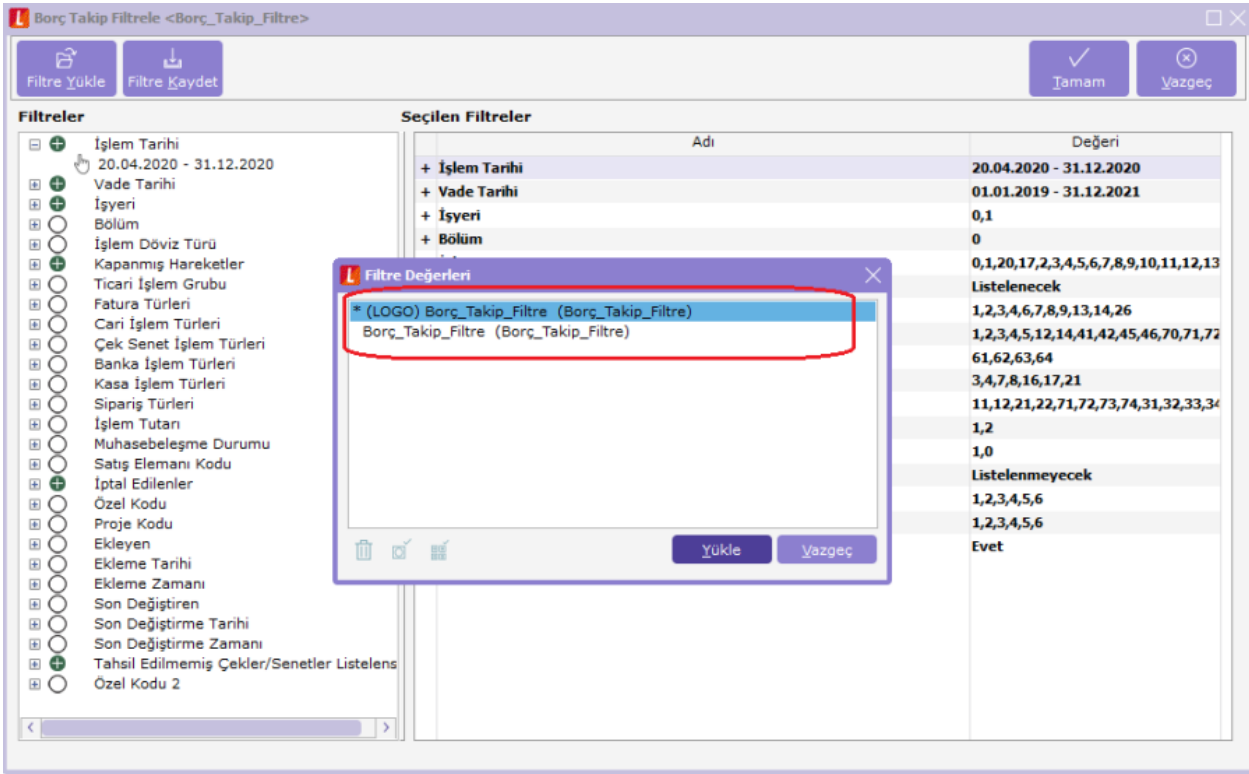 Borç Takip Filtrele <Borç_Takip_Filtre>
Filtre Yükle
Filtre Kaydet
Tamam
Vazgeç
Filtreler
Seçilen Filtreler
İşlem Tarihi
20.04.2020 - 31.12.2020
Vade Tarihi
İşyeri
Bölüm
İşlem Döviz Türü
Kapanmış Hareketler
Ticari İşlem Grubu
Fatura Türleri
Cari İşlem Türleri
Çek Senet İşlem Türleri
Banka İşlem Türleri
Kasa İşlem Türleri
Sipariş Türleri
İşlem Tutarı
Muhasebeleşme Durumu
Satış Elemanı Kodu
İptal Edilenler
Özel Kodu
Proje Kodu
Ekleyen
Ekleme Tarihi
Ekleme Zamanı
Son Değiştiren
Son Değiştirme Tarihi
Son Değiştirme Zamanı
Tahsil Edilmemiş Çekler/Senetler Listelens
Özel Kodu 2
Adı Değeri
+ İşlem Tarihi 20.04.2020 - 31.12.2020
+ Vade Tarihi 01.01.2019 - 31.12.2021
+ İşyeri 0,1
+ Bölüm 0
0,1,20,17,2,3,4,5,6,7,8,9,10,11,12,13
Listelenecek
1,2,3,4,6,7,8,9,13,14,26
1,2,3,4,5,12,14,41,42,45,46,70,71,72
61,62,63,64
3,4,7,8,16,17,21
11,12,21,22,71,72,73,74,31,32,33,34
1,2
1,0
Listelenmeyecek
1,2,3,4,5,6
1,2,3,4,5,6
Evet
Filtre Değerleri
* (LOGO) Borç_Takip_Filtre (Borç_Takip_Filtre)
Borç_Takip_Filtre (Borç_Takip_Filtre)
Yükle
Vazgeç